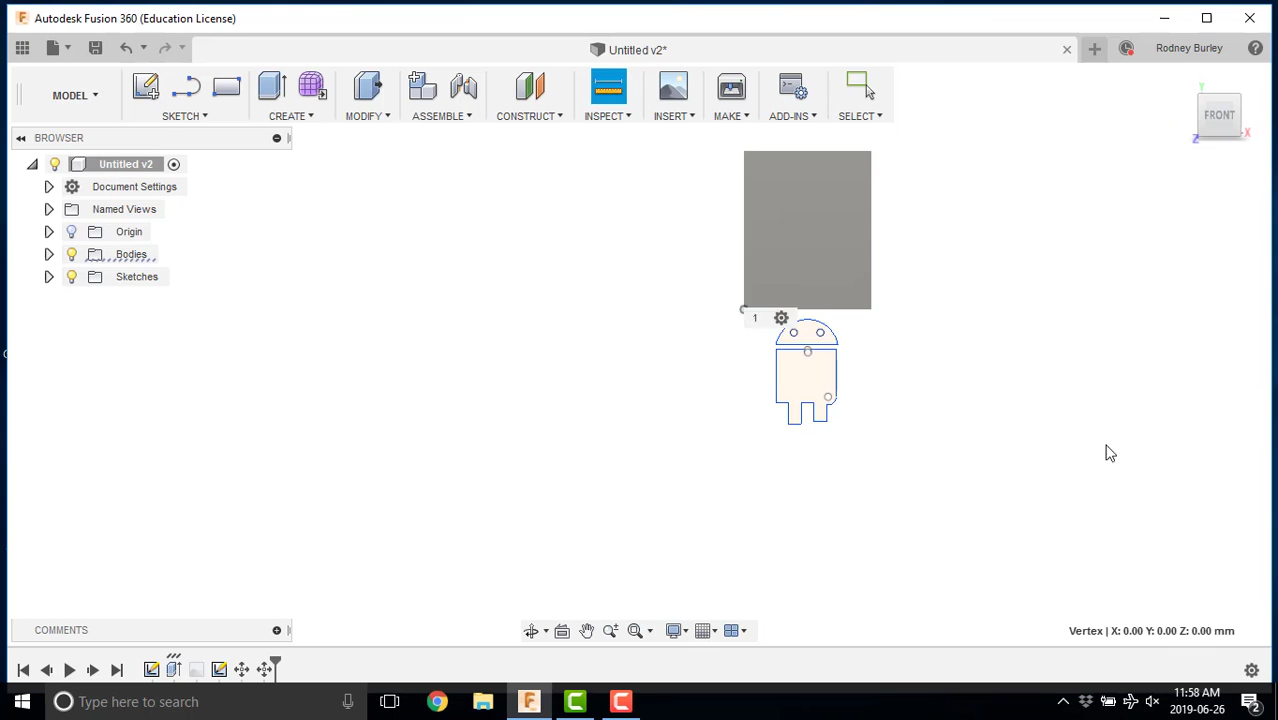 Autodesk Fusion 360 (Education License)
Untitled v2*
Rodney Burley
MODEL
SKETCH
CREATE
MODIFY
ASSEMBLE
CONSTRUCT
INSPECT
INSERT
MAKE
ADD-INS
SELECT
Y
FRONT
X
Z
BROWSER
Untitled v2
Document Settings
Named Views
Origin
Bodies
Sketches
1
COMMENTS
Vertex | X: 0.00 Y: 0.00 Z: 0.00 mm
Type here to search
11:58 AM
2019-06-26
2